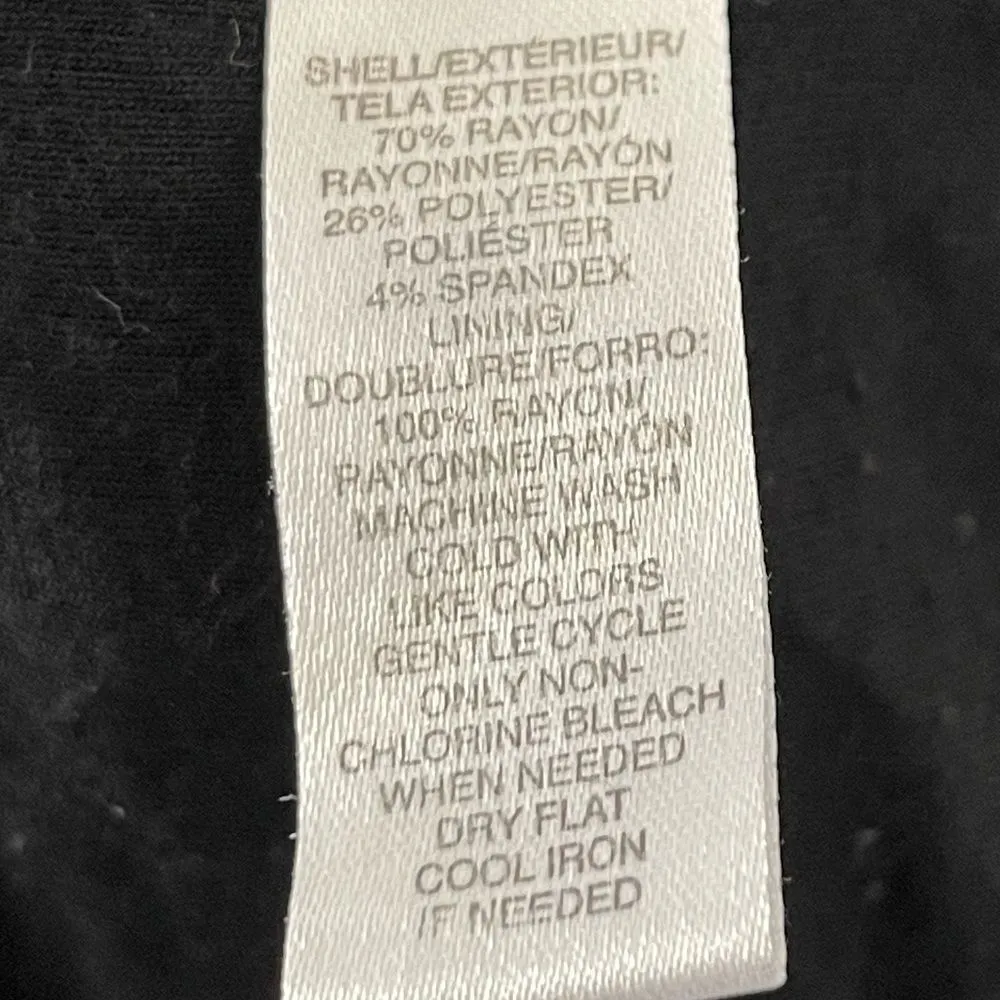 SHELL/EXTÉRIEUR/
TELA EXTERIOR:
70% RAYON/
RAYONNE/RAYÓN
26% POLYESTER/
POLIÉSTER
4% SPANDEX
LINING/
DOUBLURE/FORRO:
100% RAYON/
RAYONNE/RAYÓN
MACHINE WASH
COLD WITH
LIKE COLORS
GENTLE CYCLE
ONLY NON-
CHLORINE BLEACH
WHEN NEEDED
DRY FLAT
COOL IRON
IF NEEDED